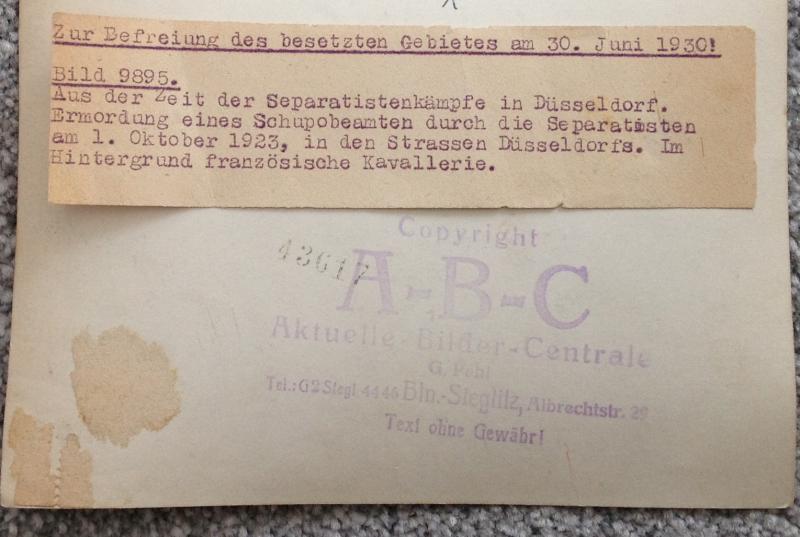 Zur Befreiung des besetzten Gebietes am 30. Juni 1930!
Bild 9895.
Aus der Zeit der Separatistenkämpfe in Düsseldorf.
Ermordung eines Schupobeamten durch die Separatisten
am 1. Oktober 1923, in den Strassen Düsseldorfs. Im
Hintergrund französische Kavallerie.
Copyright
43617
A-B-C
Aktuelle-Bilder-Centrale
G. Pahl
Tel.: G2 Stegl 4446 Bln.-Steglitz, Albrechtstr. 29
Text ohne Gewähr!